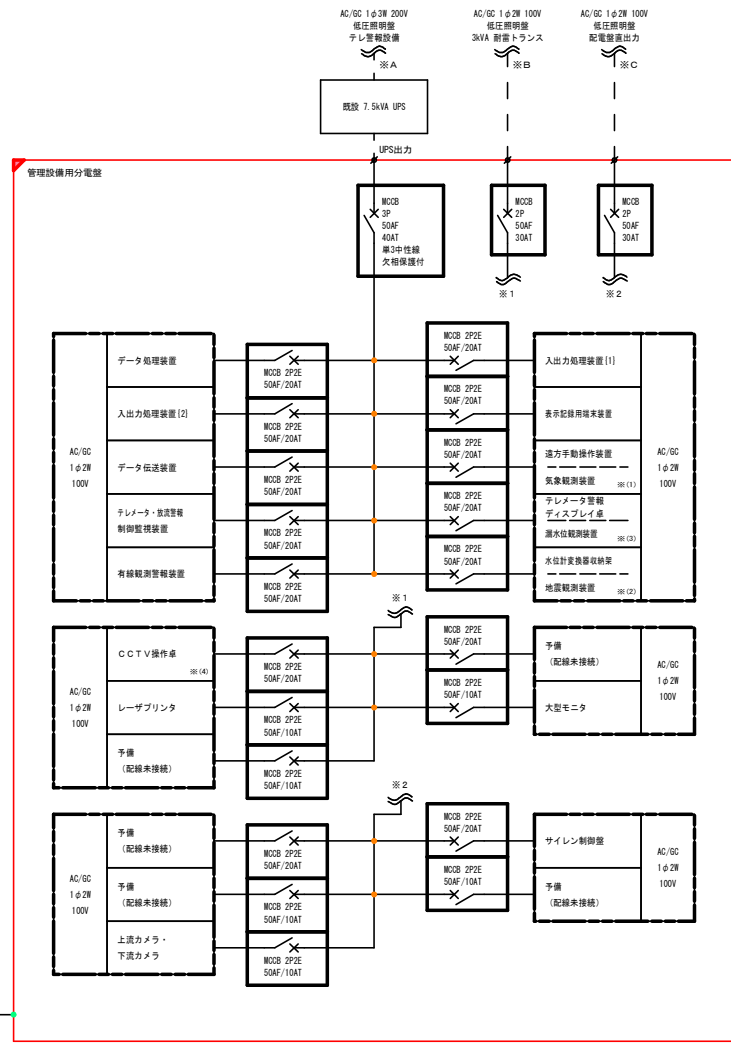 AC/GC 1φ3W 200V
低圧照明盤
テレ警報設備
※A
AC/GC 1φ2W 100V
低圧照明盤
3kVA 耐雷トランス
※B
AC/GC 1φ2W 100V
低圧照明盤
配電盤直出力
※C
既設 7.5kVA UPS
UPS出力
管理設備用分電盤
MCCB
3P
50AF
40AT
単3中性線
欠相保護付
MCCB
2P
50AF
30AT
※1
MCCB
2P
50AF
30AT
※2
AC/GC
1φ2W
100V
データ処理装置
MCCB 2P2E
50AF/20AT
入出力処理装置{2}
MCCB 2P2E
50AF/20AT
データ伝送装置
MCCB 2P2E
50AF/20AT
テレメータ・放流警報
制御監視装置
MCCB 2P2E
50AF/20AT
有線観測警報装置
MCCB 2P2E
50AF/20AT
MCCB 2P2E
50AF/20AT
入出力処理装置{1}
MCCB 2P2E
50AF/20AT
表示記録用端末装置
MCCB 2P2E
50AF/20AT
遠方手動操作装置
気象観測装置 ※(1)
MCCB 2P2E
50AF/20AT
テレメータ警報
ディスプレイ卓
漏水位観測装置 ※(3)
MCCB 2P2E
50AF/20AT
水位計変換器収納架
地震観測装置 ※(2)
AC/GC
1φ2W
100V
※1
AC/GC
1φ2W
100V
CCTV操作卓
※(4)
MCCB 2P2E
50AF/20AT
レーザプリンタ
MCCB 2P2E
50AF/10AT
予備
(配線未接続)
MCCB 2P2E
50AF/10AT
MCCB 2P2E
50AF/20AT
予備
(配線未接続)
MCCB 2P2E
50AF/10AT
大型モニタ
AC/GC
1φ2W
100V
※2
AC/GC
1φ2W
100V
予備
(配線未接続)
MCCB 2P2E
50AF/20AT
予備
(配線未接続)
MCCB 2P2E
50AF/10AT
上流カメラ・
下流カメラ
MCCB 2P2E
50AF/10AT
MCCB 2P2E
50AF/20AT
サイレン制御盤
MCCB 2P2E
50AF/10AT
予備
(配線未接続)
AC/GC
1φ2W
100V